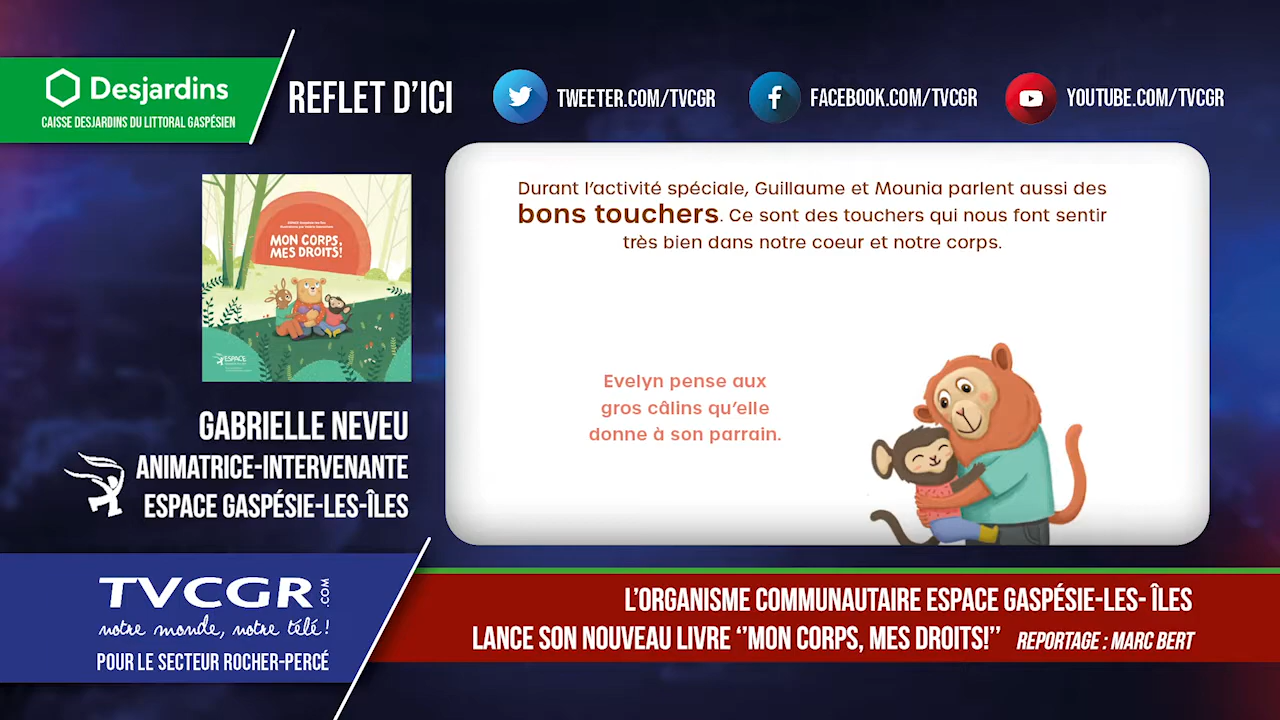 Desjardins
CAISSE DESJARDINS DU LITTORAL GASPÉSIEN
REFLET D'ICI
TWEETER.COM/TVCGR
FACEBOOK.COM/TVCGR
YOUTUBE.COM/TVCGR
MON CORPS,
MES DROITS!
ESPACE
Durant l'activité spéciale, Guillaume et Mounia parlent aussi des
bons touchers. Ce sont des touchers qui nous font sentir
très bien dans notre coeur et notre corps.
Evelyn pense aux
gros câlins qu'elle
donne à son parrain.
GABRIELLE NEVEU
ANIMATRICE-INTERVENANTE
ESPACE GASPÉSIE-LES-ÎLES
TVCGR.COM
notre monde, notre télé!
POUR LE SECTEUR ROCHER-PERCÉ
L'ORGANISME COMMUNAUTAIRE ESPACE GASPÉSIE-LES- ÎLES
LANCE SON NOUVEAU LIVRE ''MON CORPS, MES DROITS!'' REPORTAGE : MARC BERT